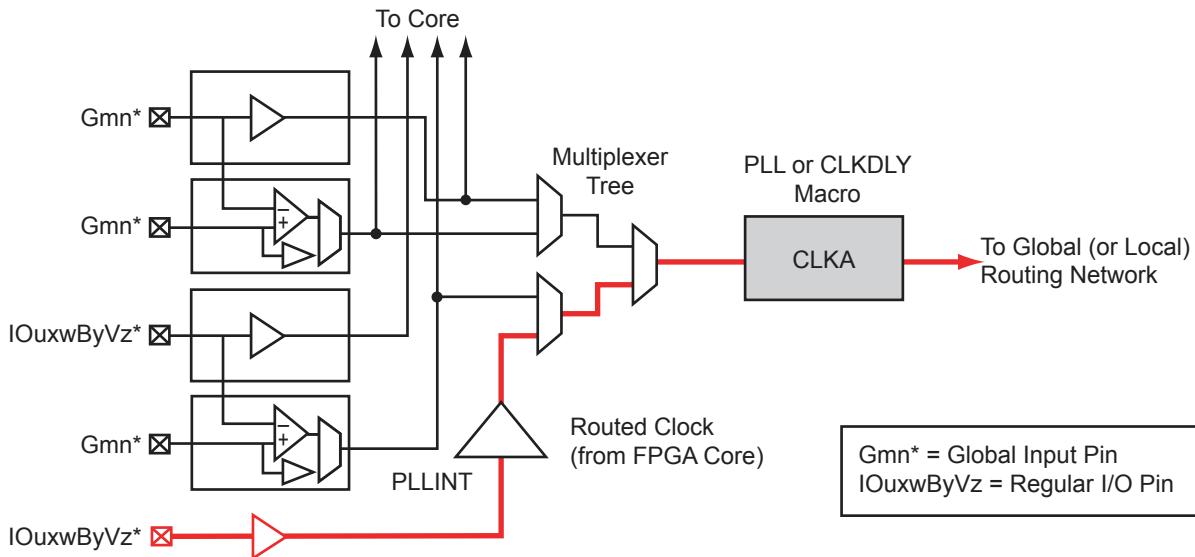 To Core
Gmn*
Multiplexer
Tree
PLL or CLKDLY
Macro
Gmn*
–
+
CLKA
To Global (or Local)
Routing Network
IOuxwByVz*
Gmn*
–
+
Routed Clock
(from FPGA Core)
PLLINT
IOuxwByVz*
Gmn* = Global Input Pin
IOuxwByVz = Regular I/O Pin